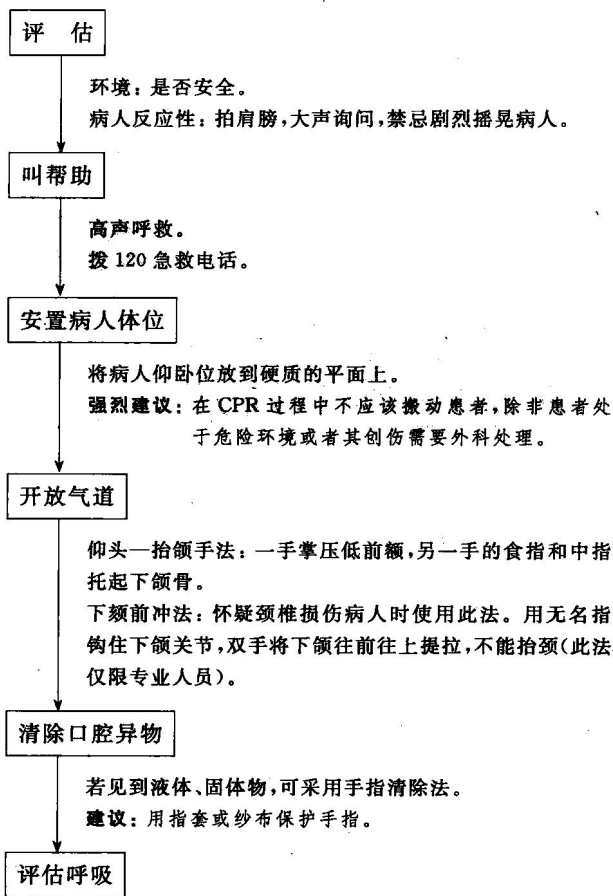 评 估
环境：是否安全。
病人反应性：拍肩膀，大声询问，禁忌剧烈摇晃病人。
叫帮助
高声呼救。
拨 120 急救电话。
安置病人体位
将病人仰卧位放到硬质的平面上。
强烈建议：在 CPR 过程中不应该搬动患者，除非患者处
于危险环境或者其创伤需要外科处理。
开放气道
仰头—抬颌手法：一手掌压低前额，另一手的食指和中指
托起下颌骨。
下颏前冲法：怀疑颈椎损伤病人时使用此法。用无名指
钩住下颌关节，双手将下颌往前往上提拉，不能抬颈(此法
仅限专业人员)。
清除口腔异物
若见到液体、固体物，可采用手指清除法。
建议：用指套或纱布保护手指。
评估呼吸